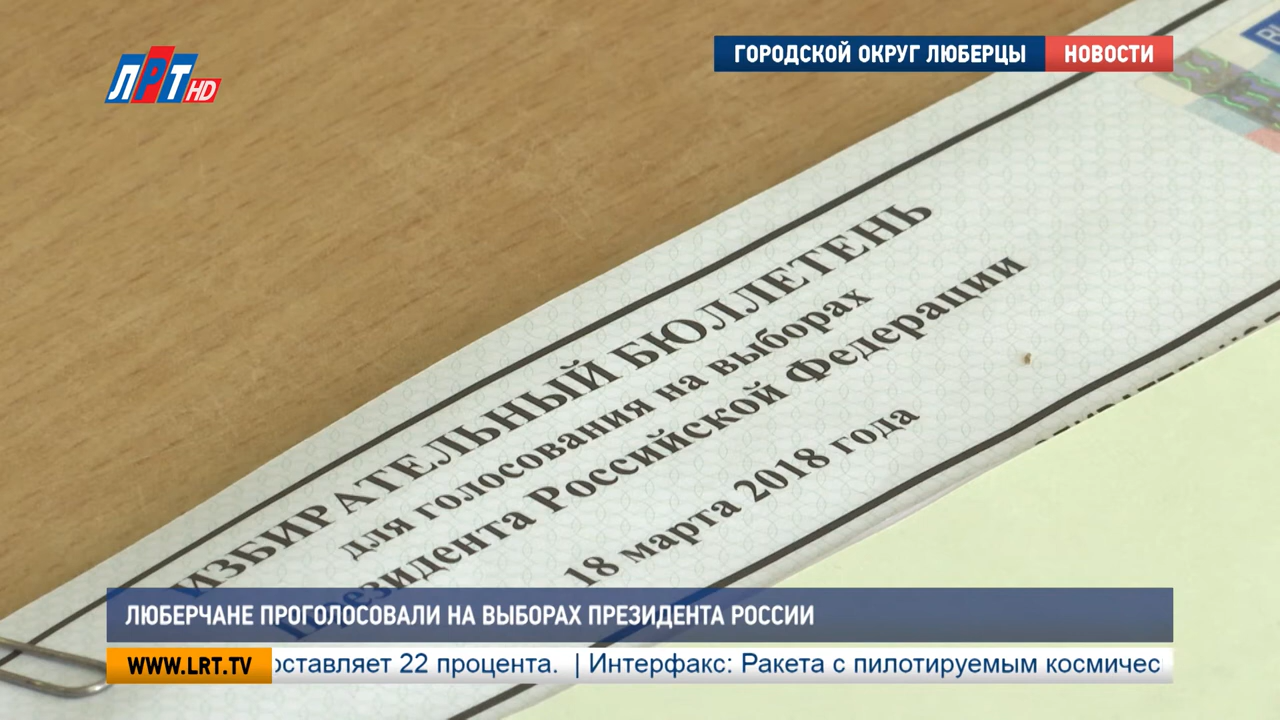 ЛРТ HD
ГОРОДСКОЙ ОКРУГ ЛЮБЕРЦЫ НОВОСТИ
RU
ИЗБИРАТЕЛЬНЫЙ БЮЛЛЕТЕНЬ
для голосования на выборах
Президента Российской Федерации
18 марта 2018 года
ЛЮБЕРЧАНЕ ПРОГОЛОСОВАЛИ НА ВЫБОРАХ ПРЕЗИДЕНТА РОССИИ
WWW.LRT.TV оставляет 22 процента. | Интерфакс: Ракета с пилотируемым космичес